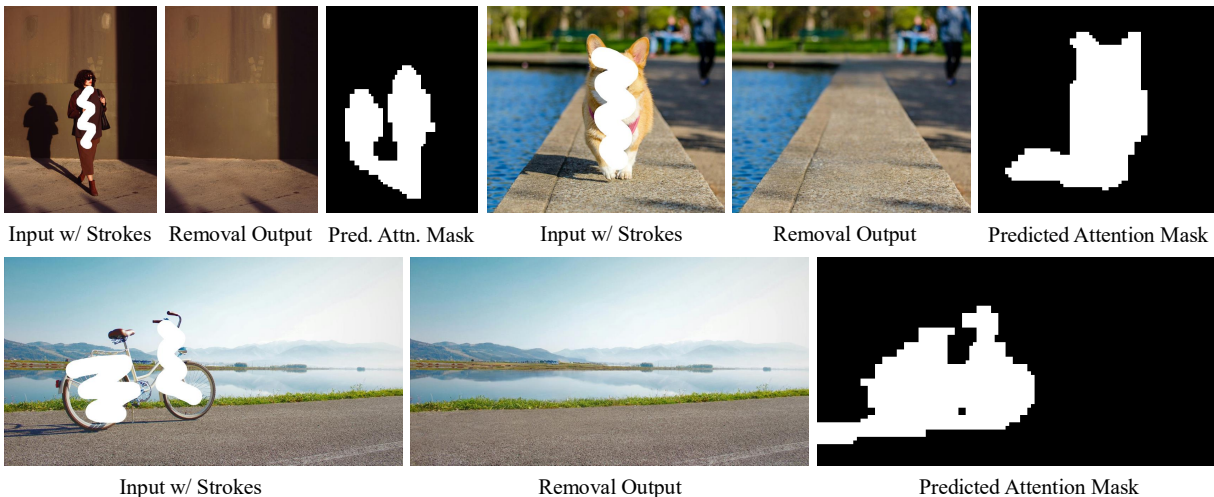 Input w/ Strokes
Removal Output
Pred. Attn. Mask
Input w/ Strokes
Removal Output
Predicted Attention Mask
Input w/ Strokes
Removal Output
Predicted Attention Mask